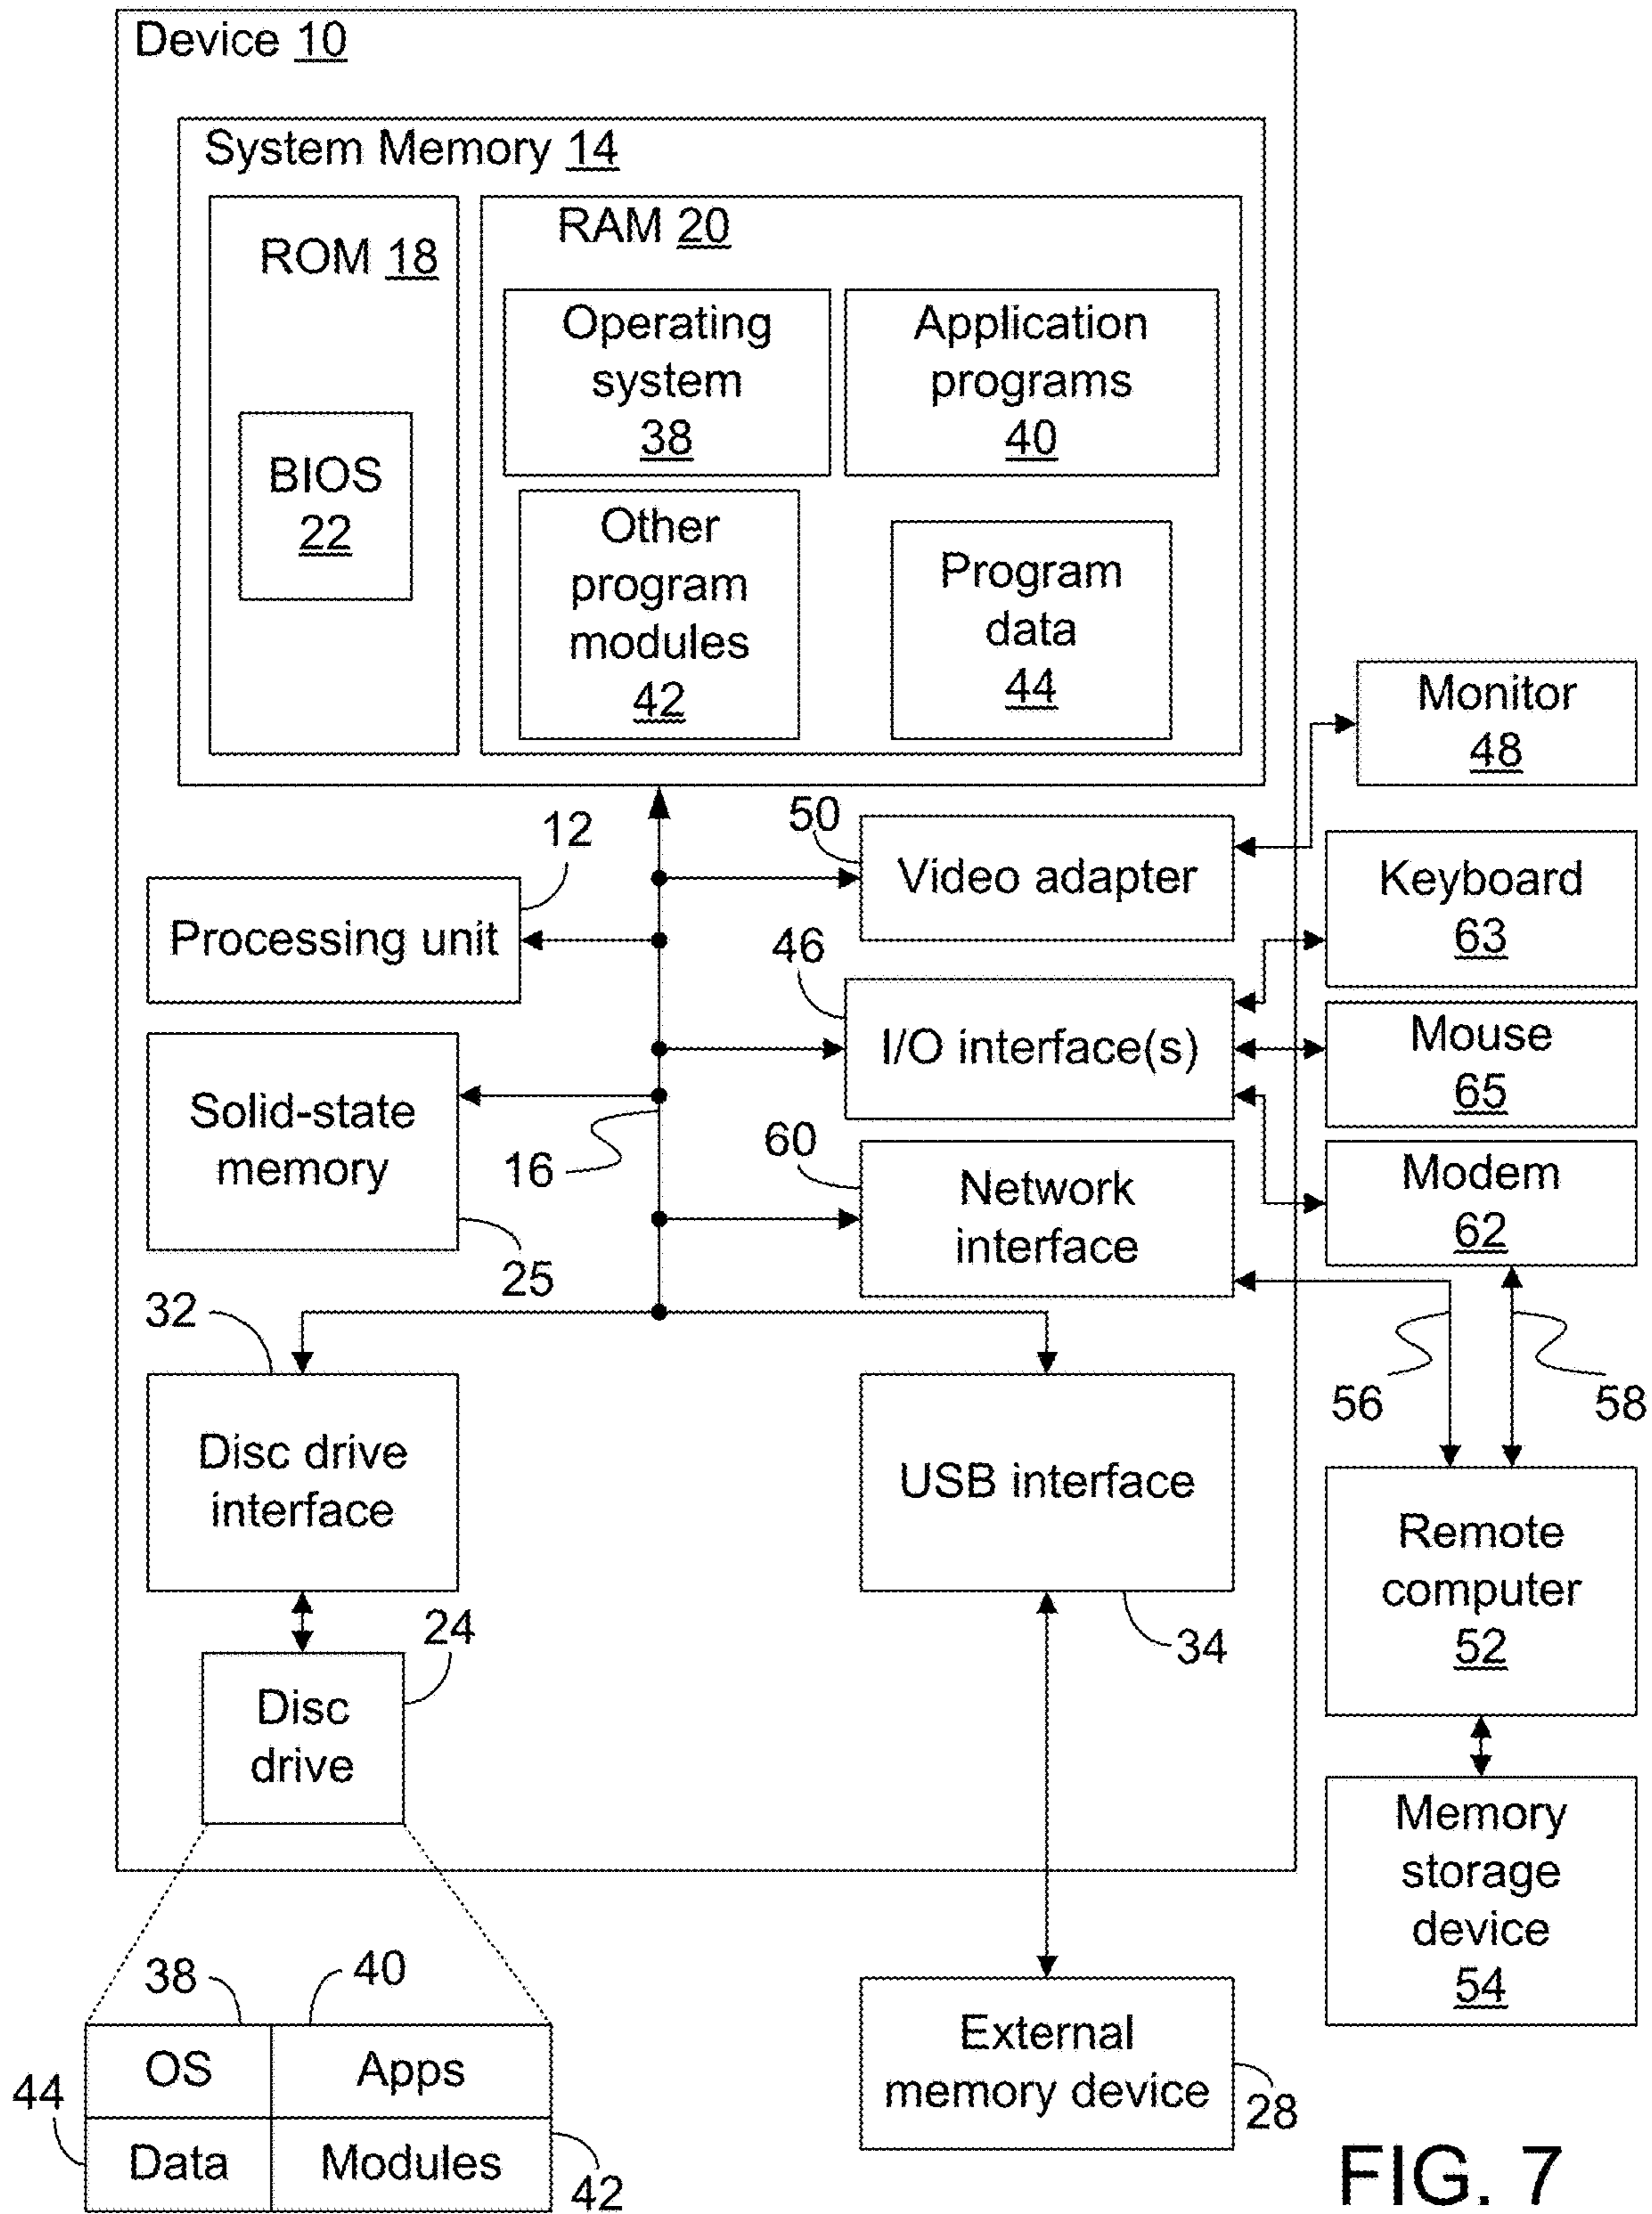 Device 10
System Memory 14
ROM 18
BIOS
22
RAM 20
Operating
system
38
Application
programs
40
Other
program
modules
42
Program
data
44
Monitor
48
12
Processing unit
50
Video adapter
Keyboard
63
46
I/O interface(s)
Mouse
65
Solid-state
memory
25
16
60
Network
interface
Modem
62
56
58
32
Disc drive
interface
USB interface
34
Remote
computer
52
24
Disc
drive
Memory
storage
device
54
38
40
OS
Apps
44
Data
Modules
42
External
memory device
28
FIG. 7